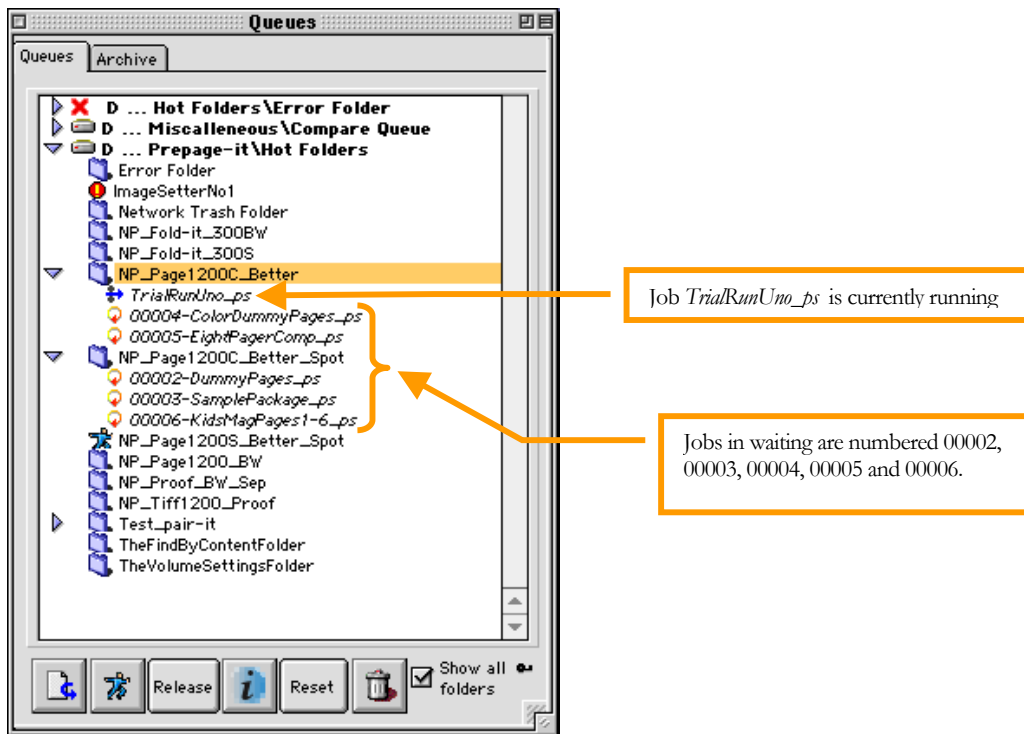 Queues
Queues Archive
D ... Hot Folders\Error Folder
D ... Miscalleneous\Compare Queue
D ... Prepage-it\Hot Folders
Error Folder
ImageSetterNo1
Network Trash Folder
NP_Fold-it_300BW
NP_Fold-it_300S
NP_Page1200C_Better
TrialRunUno_ps
00004-ColorDummyPages_ps
00005-EightPagerComp_ps
NP_Page1200C_Better_Spot
00002-DummyPages_ps
00003-SamplePackage_ps
00006-KidsMagPages1-6_ps
NP_Page1200S_Better_Spot
NP_Page1200_BW
NP_Proof_BW_Sep
NP_Tiff1200_Proof
Test_pair-it
TheFindByContentFolder
TheVolumeSettingsFolder
Release i Reset Show all
folders
Job TrialRunUno_ps is currently running
Jobs in waiting are numbered 00002,
00003, 00004, 00005 and 00006.